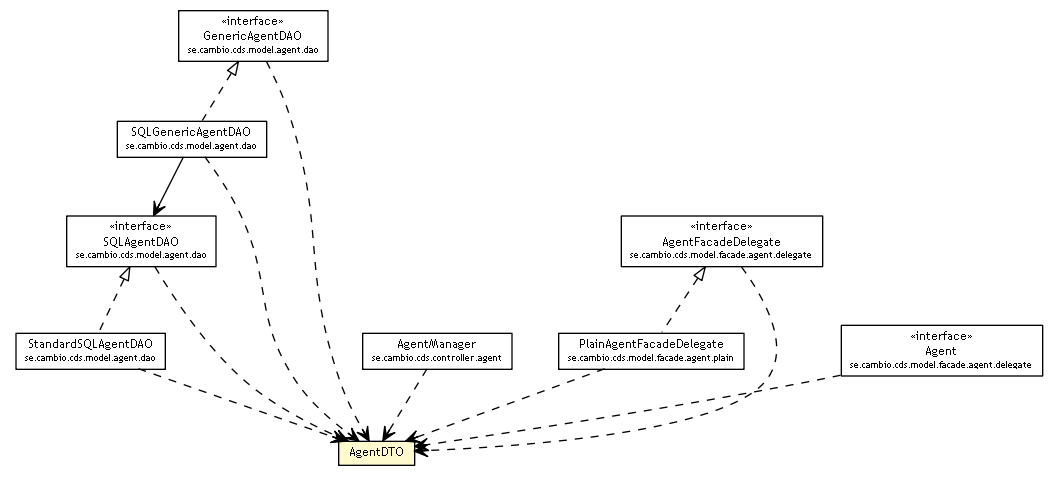 «interface»
GenericAgentDAO
se.cambio.cds.model.agent.dao
SQLGenericAgentDAO
se.cambio.cds.model.agent.dao
«interface»
SQLAgentDAO
se.cambio.cds.model.agent.dao
«interface»
AgentFacadeDelegate
se.cambio.cds.model.facade.agent.delegate
StandardSQLAgentDAO
se.cambio.cds.model.agent.dao
AgentManager
se.cambio.cds.controller.agent
PlainAgentFacadeDelegate
se.cambio.cds.model.facade.agent.plain
«interface»
Agent
se.cambio.cds.model.facade.agent.delegate
AgentDTO